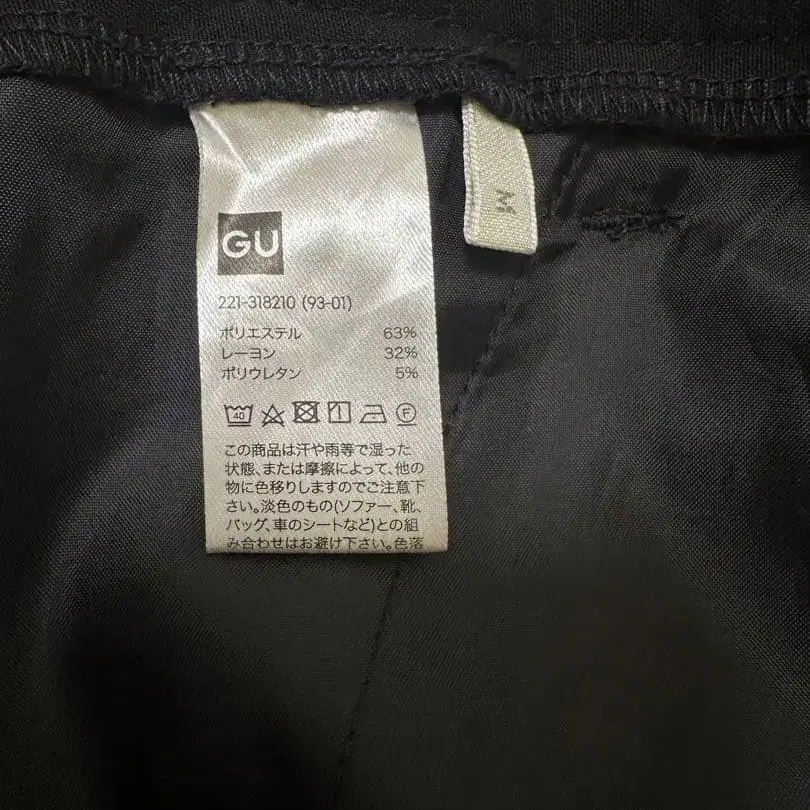 GU
M
221-318210 (93-01)
ポリエステル 63%
レーヨン 32%
ポリウレタン 5%
40 F
この商品は汗や雨等で湿った
状態、または摩擦によって、他の
物に色移りしますのでご注意下
さい。淡色のもの(ソファー、靴、
バッグ、車のシートなど)との組
み合わせはお避け下さい。色落